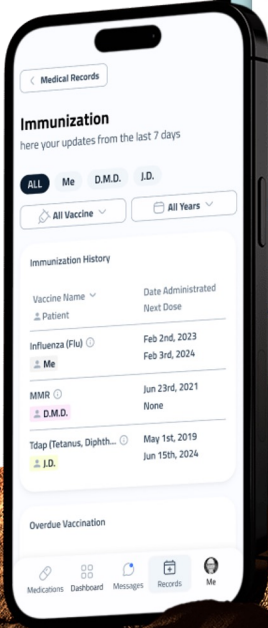 Medical Records
Immunization
here your updates from the last 7 days
ALL Me D.M.D. J.D.
All Vaccine All Years
Immunization History
Vaccine Name Date Administrated
Patient Next Dose
Influenza (Flu) Feb 2nd, 2023
Me Feb 3rd, 2024
MMR Jun 23rd, 2021
D.M.D. None
Tdap (Tetanus, Diphth... May 1st, 2019
J.D. Jun 15th, 2024
Overdue Vaccination
Medications Dashboard Messages Records Me